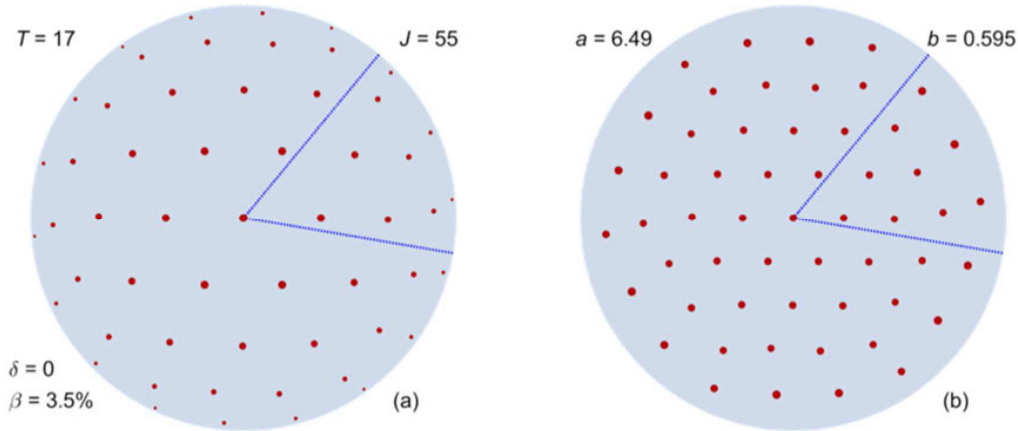 T = 17
J = 55
δ = 0
β = 3.5%
(a)
a = 6.49
b = 0.595
(b)